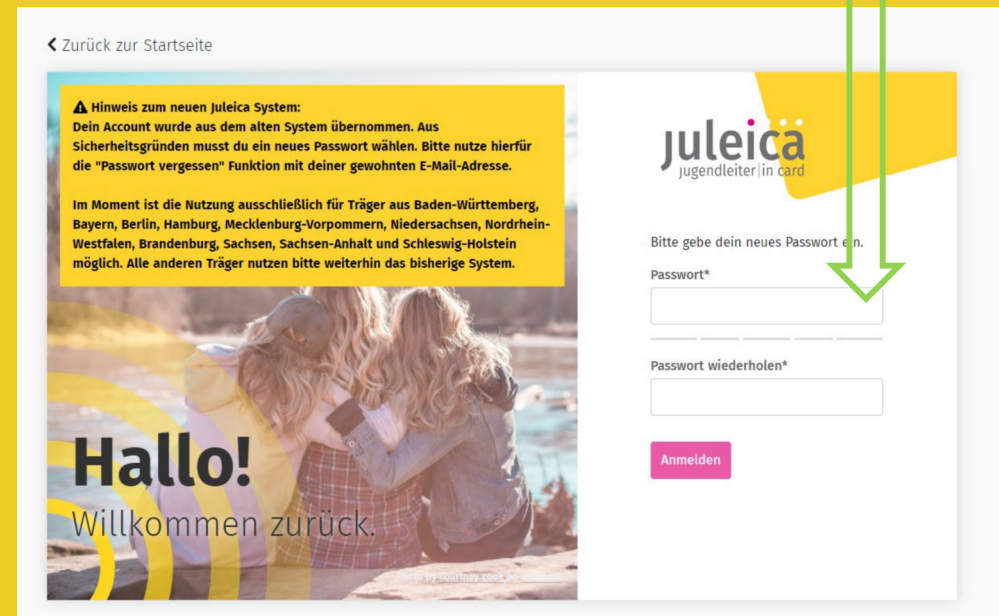 Zurück zur Startseite
Hinweis zum neuen Juleica System:
Dein Account wurde aus dem alten System übernommen. Aus
Sicherheitsgründen musst du ein neues Passwort wählen. Bitte nutze hierfür
die "Passwort vergessen" Funktion mit deiner gewohnten E-Mail-Adresse.
Im Moment ist die Nutzung ausschließlich für Träger aus Baden-Württemberg,
Bayern, Berlin, Hamburg, Mecklenburg-Vorpommern, Niedersachsen, Nordrhein-
Westfalen, Brandenburg, Sachsen, Sachsen-Anhalt und Schleswig-Holstein
möglich. Alle anderen Träger nutzen bitte weiterhin das bisherige System.
Hallo!
Willkommen zurück.
by courtney cook
juleica
jugendleiter|in card
Bitte gebe dein neues Passwort ein.
Passwort*
Passwort wiederholen*
Anmelden